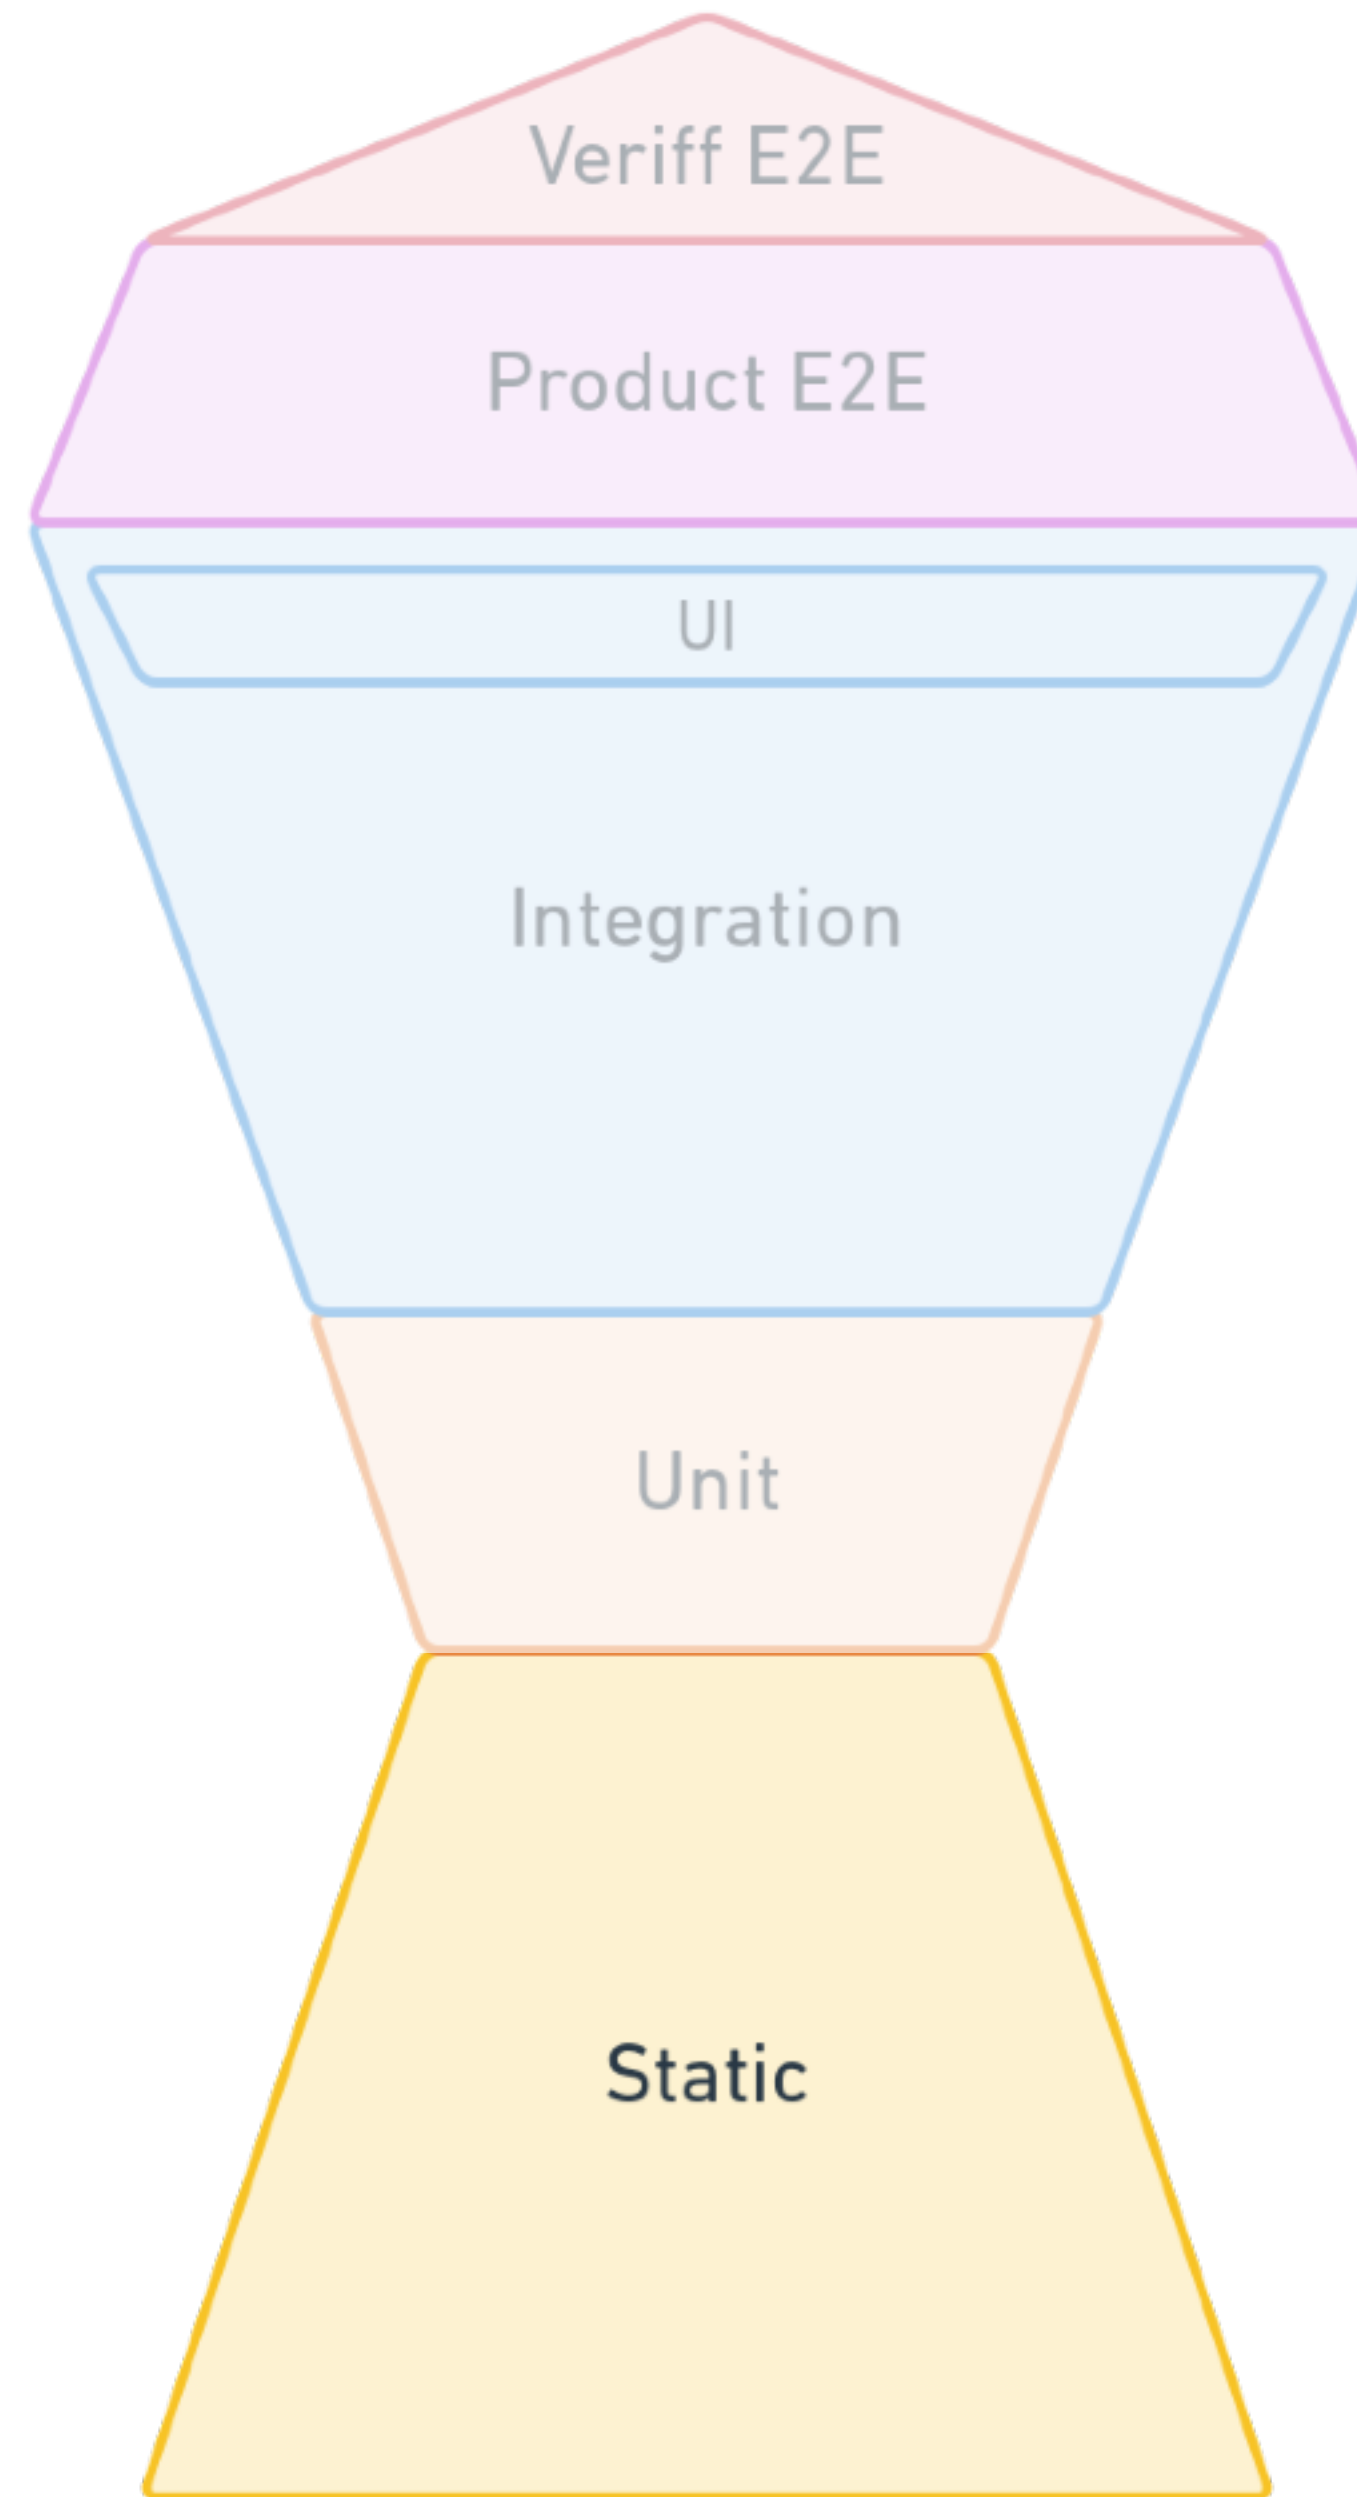 Veriff E2E
Product E2E
UI
Integration
Unit
Static